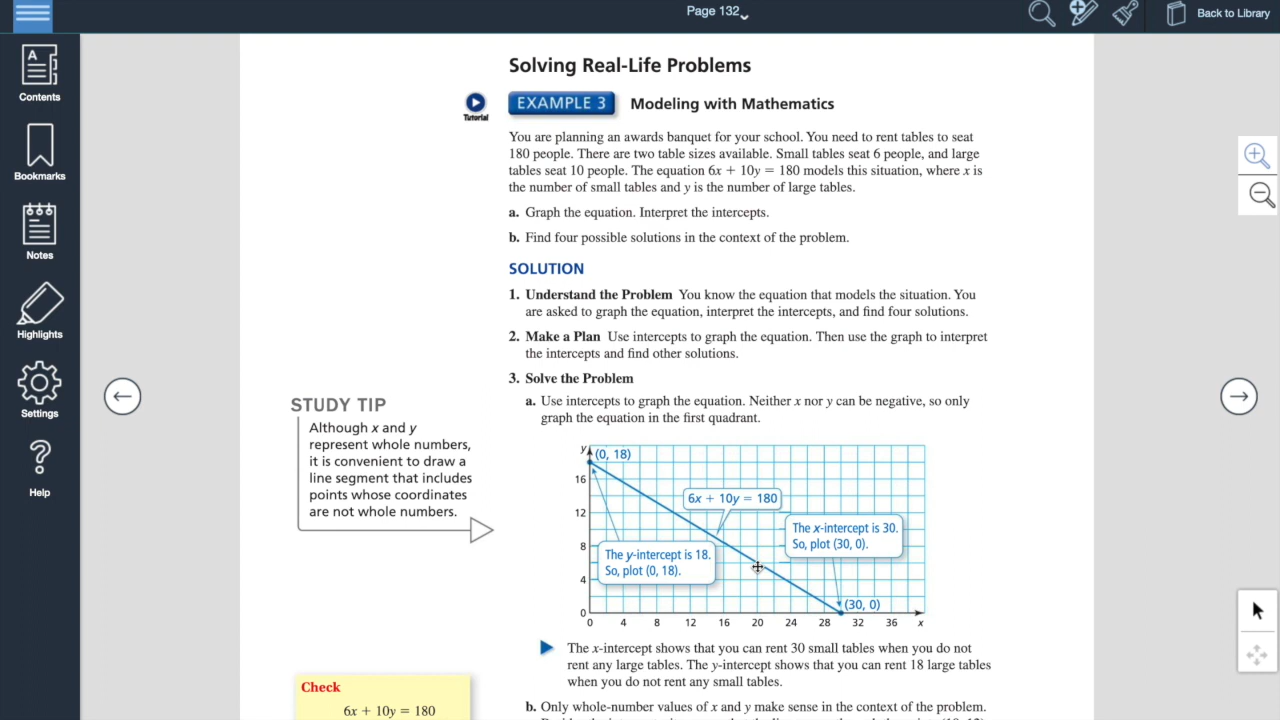 Page 132
Back to Library
Contents
Bookmarks
Notes
Highlights
Settings
Help
Solving Real-Life Problems
Tutorial
EXAMPLE 3 Modeling with Mathematics
You are planning an awards banquet for your school. You need to rent tables to seat
180 people. There are two table sizes available. Small tables seat 6 people, and large
tables seat 10 people. The equation 6x + 10y = 180 models this situation, where x is
the number of small tables and y is the number of large tables.
a. Graph the equation. Interpret the intercepts.
b. Find four possible solutions in the context of the problem.
SOLUTION
1. Understand the Problem You know the equation that models the situation. You
are asked to graph the equation, interpret the intercepts, and find four solutions.
2. Make a Plan Use intercepts to graph the equation. Then use the graph to interpret
the intercepts and find other solutions.
3. Solve the Problem
a. Use intercepts to graph the equation. Neither x nor y can be negative, so only
graph the equation in the first quadrant.
STUDY TIP
Although x and y
represent whole numbers,
it is convenient to draw a
line segment that includes
points whose coordinates
are not whole numbers.
y
(0, 18)
16
12
8
4
0
6x + 10y = 180
The x-intercept is 30.
So, plot (30, 0).
The y-intercept is 18.
So, plot (0, 18).
(30, 0)
0 4 8 12 16 20 24 28 32 36 x
The x-intercept shows that you can rent 30 small tables when you do not
rent any large tables. The y-intercept shows that you can rent 18 large tables
when you do not rent any small tables.
Check
6x + 10y = 180
b. Only whole-number values of x and y make sense in the context of the problem.